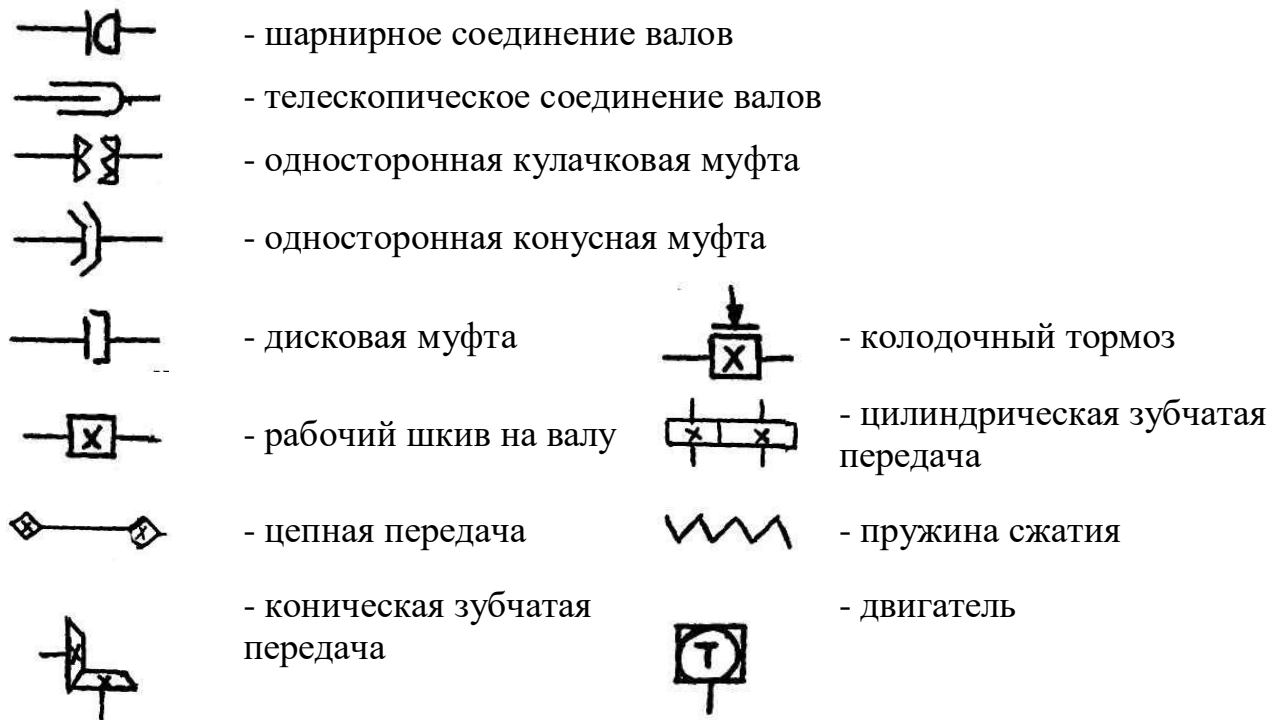 - шарнирное соединение валов
- телескопическое соединение валов
- односторонная кулачковая муфта
- односторонная конусная муфта
- дисковая муфта
- колодочный тормоз
X
- рабочий шкив на валу
x
- цилиндрическая зубчатая
передача
x x
- цепная передача
x x
- пружина сжатия
- коническая зубчатая
передача
x x
- двигатель
T